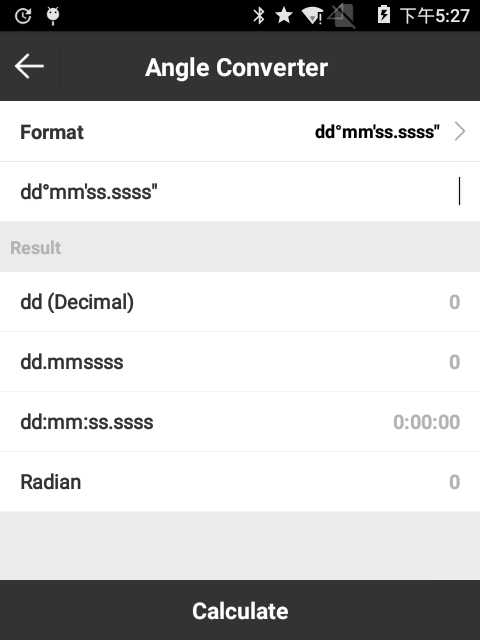 下午5:27
Angle Converter
Format dd°mm'ss.ssss"
dd°mm'ss.ssss"
Result
dd (Decimal) 0
dd.mmssss 0
dd:mm:ss.ssss 0:00:00
Radian 0
Calculate